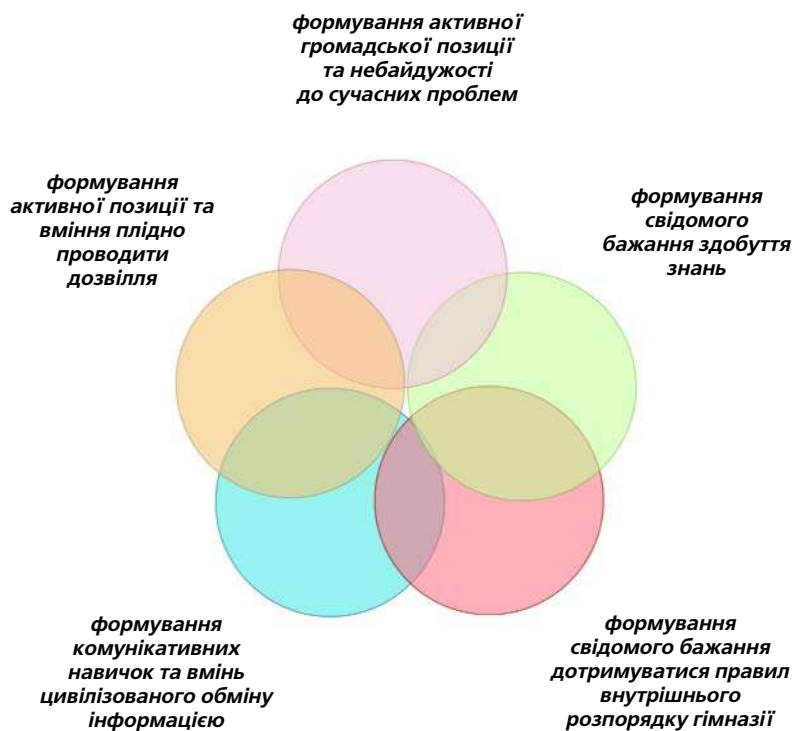 формування активної
громадської позиції
та небайдужості
до сучасних проблем
формування
активної позиції та
вміння плідно
проводити
дозвілля
формування
свідомого
бажання здобуття
знань
формування
комунікативних
навичок та вмінь
цивілізованого обміну
інформацією
формування
свідомого бажання
дотримуватися правил
внутрішнього
розпорядку гімназії